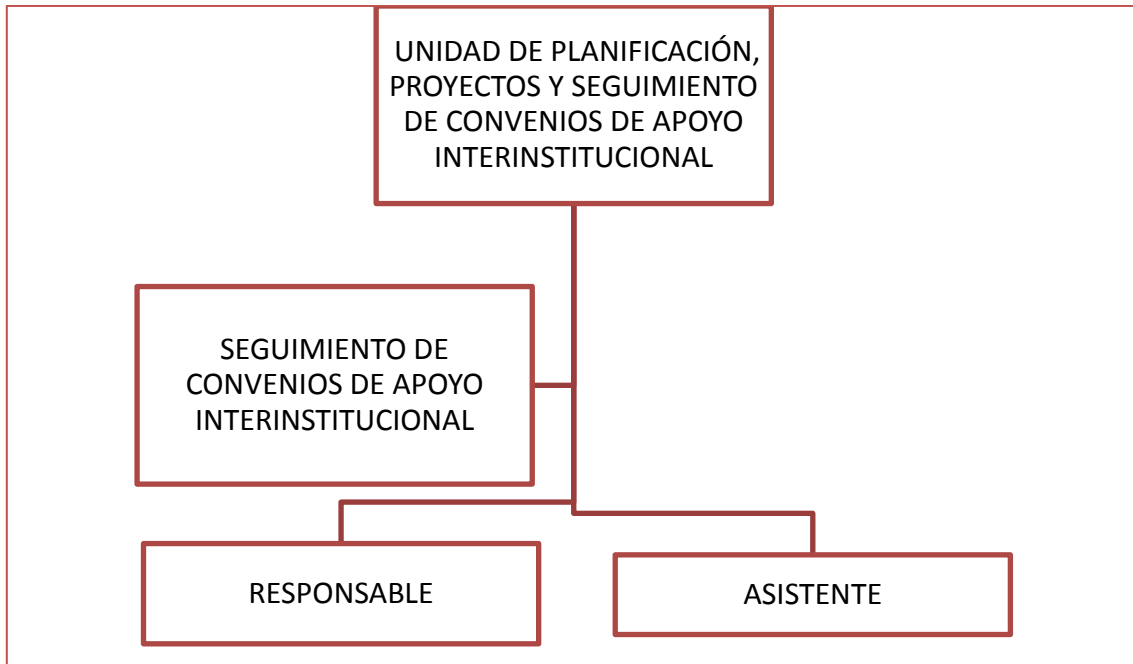 UNIDAD DE PLANIFICACIÓN,
PROYECTOS Y SEGUIMIENTO
DE CONVENIOS DE APOYO
INTERINSTITUCIONAL
SEGUIMIENTO DE
CONVENIOS DE APOYO
INTERINSTITUCIONAL
RESPONSABLE
ASISTENTE